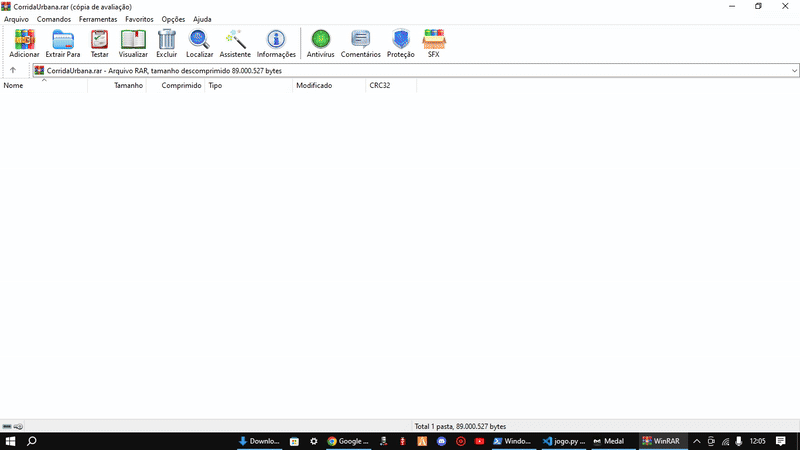 CorridaUrbana.rar (cópia de avaliação)
Arquivo Comandos Ferramentas Favoritos Opções Ajuda
Adicionar Extrair Para Testar Visualizar Excluir Localizar Assistente Informações Antivírus Comentários Proteção SFX
CorridaUrbana.rar - Arquivo RAR, tamanho descomprimido 89.000.527 bytes
Nome Tamanho Comprimido Tipo Modificado CRC32
Total 1 pasta, 89.000.527 bytes
Downlo... Google ... Windo... jogo.py ... Medal WinRAR 12:05